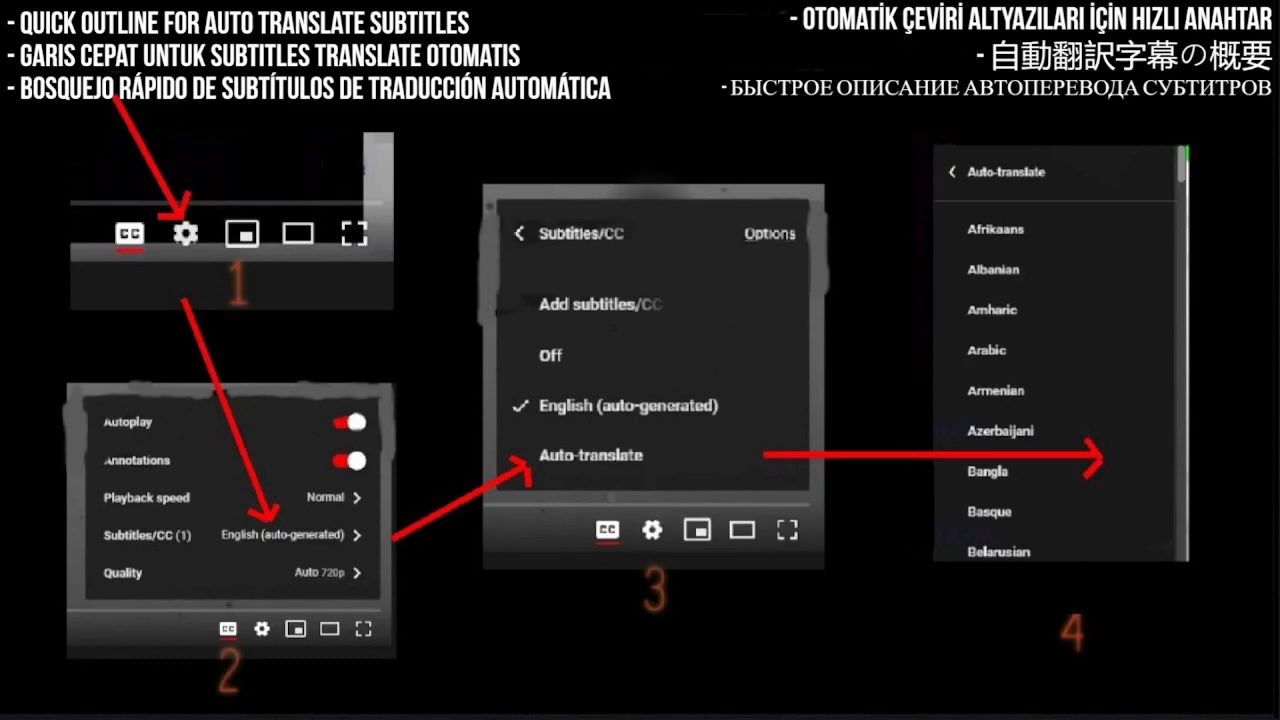 - QUICK OUTLINE FOR AUTO TRANSLATE SUBTITLES
- GARIS CEPAT UNTUK SUBTITLES TRANSLATE OTOMATIS
- BOSQUEJO RÁPIDO DE SUBTÍTULOS DE TRADUCCIÓN AUTOMÁTICA
- OTOMATİK ÇEVİRİ ALTYAZILARI İÇİN HIZLI ANAHTAR
- 自動翻訳字幕の概要
- БЫСТРОЕ ОПИСАНИЕ АВТОПЕРЕВОДА СУБТИТРОВ
CC
1
Autoplay
Annotations
Playback speed Normal
Subtitles/CC (1) English (auto-generated)
Quality Auto 720p
CC
2
Subtitles/CC Options
Add subtitles/CC
Off
English (auto-generated)
Auto-translate
CC
3
Auto-translate
Afrikaans
Albanian
Amharic
Arabic
Armenian
Azerbaijani
Bangla
Basque
Belarusian
4